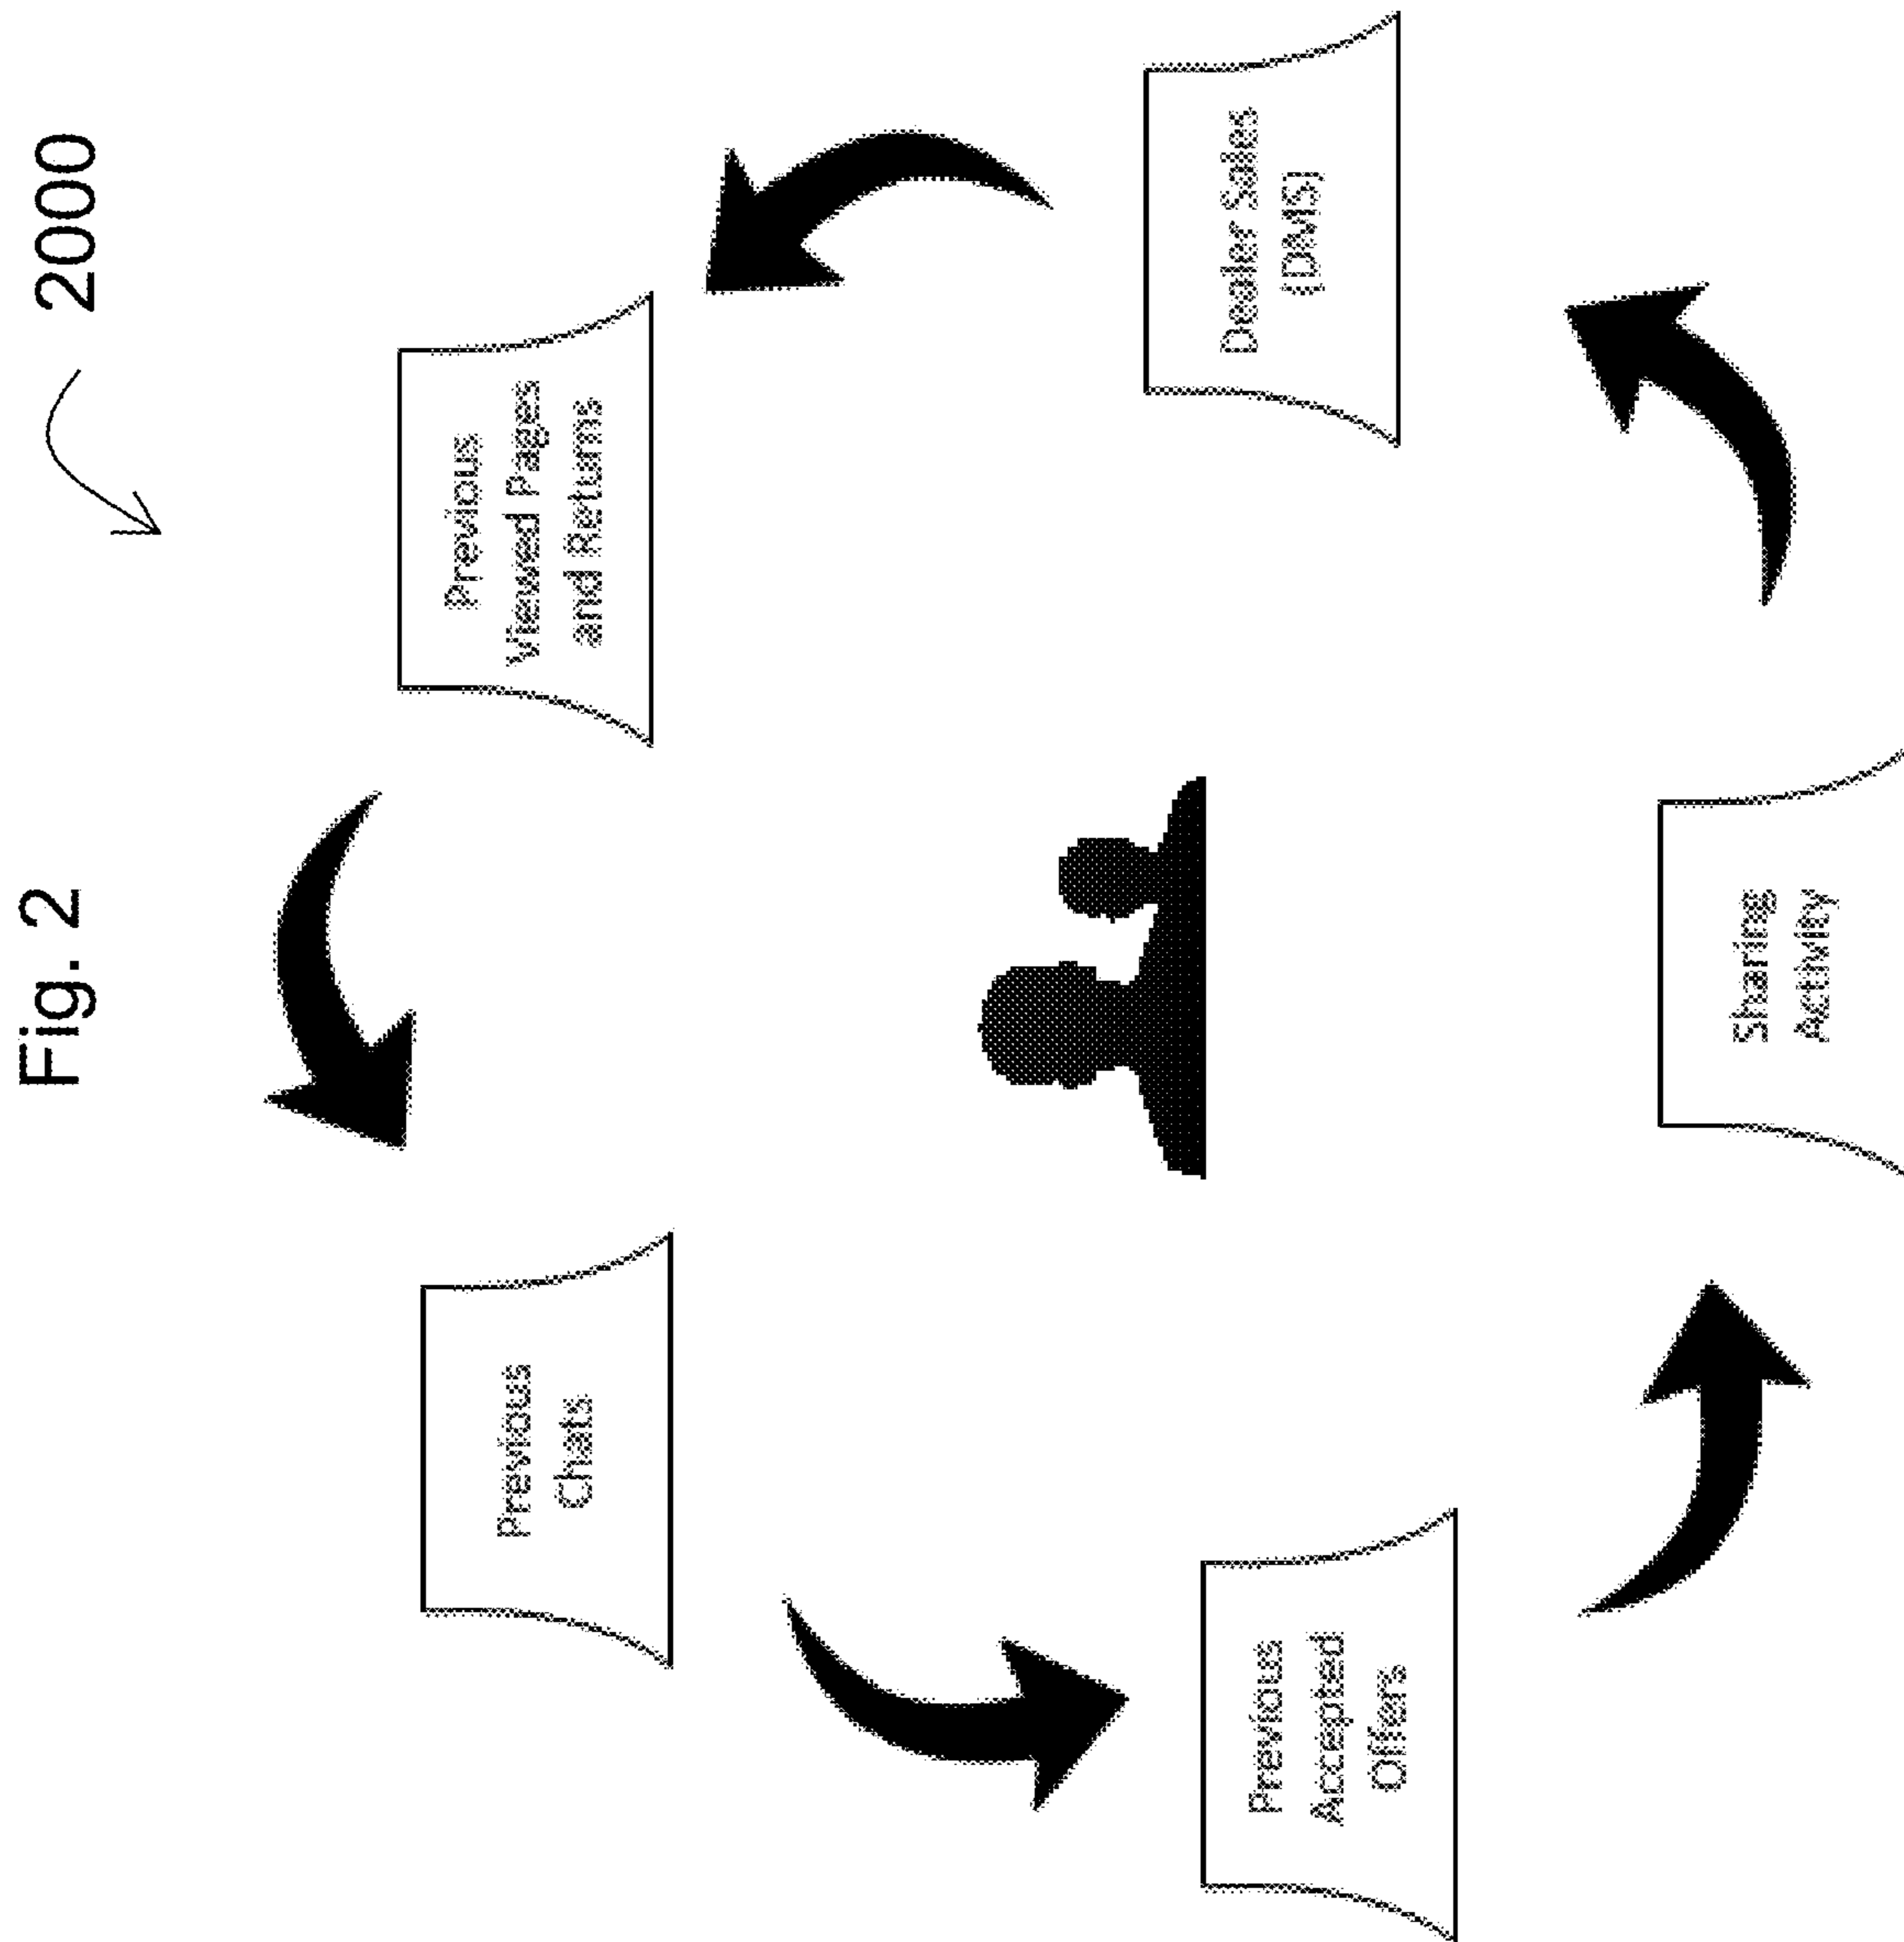 Fig. 2
2000
Previous
Chats
Previous
Viewed Pages
and Returns
Previous
Accepted
Offers
Dealer Sales
(DMS)
Sharing
Activity